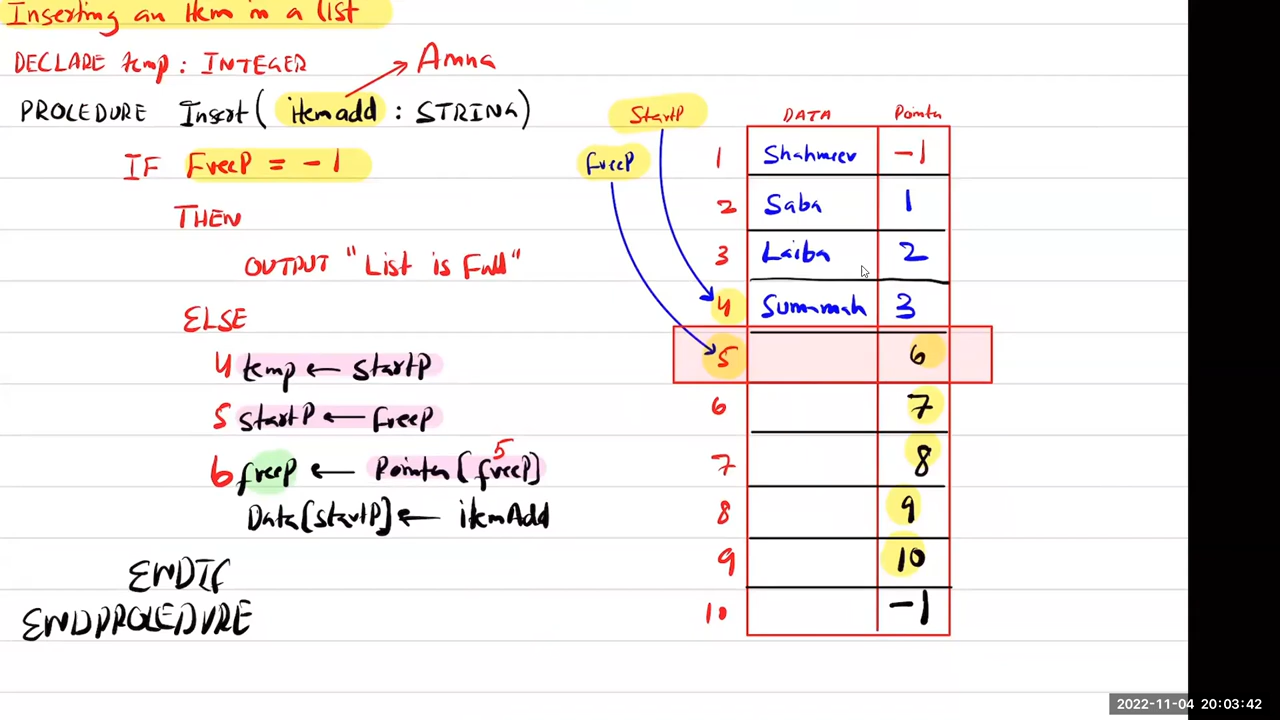 Inserting an Item in a list
DECLARE temp : INTEGER
Amna
PROCEDURE Insert( itemadd : STRING)
IF FreeP = -1
THEN
OUTPUT "List is Full"
ELSE
4 temp ← startP
5 startP ← freeP
6 freeP ← Pointer[freeP]
5
Data[startP] ← itemAdd
ENDIF
ENDPROCEDURE
StartP
freeP
DATA Pointer
1 Shahmeer -1
2 Saba 1
3 Laiba 2
4 Sumamah 3
5 6
6 7
7 8
8 9
9 10
10 -1
2022-11-04 20:03:42